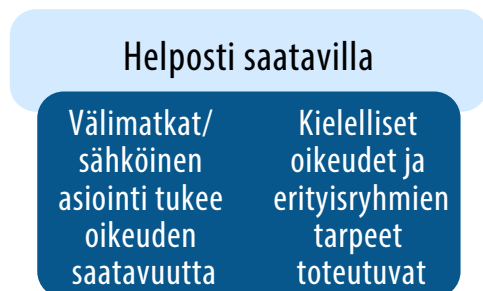 Helposti saatavilla
Välimatkat/
sähköinen
asiointi tukee
oikeuden
saatavuutta
Kielelliset
oikeudet ja
erityisryhmien
tarpeet
toteutuvat